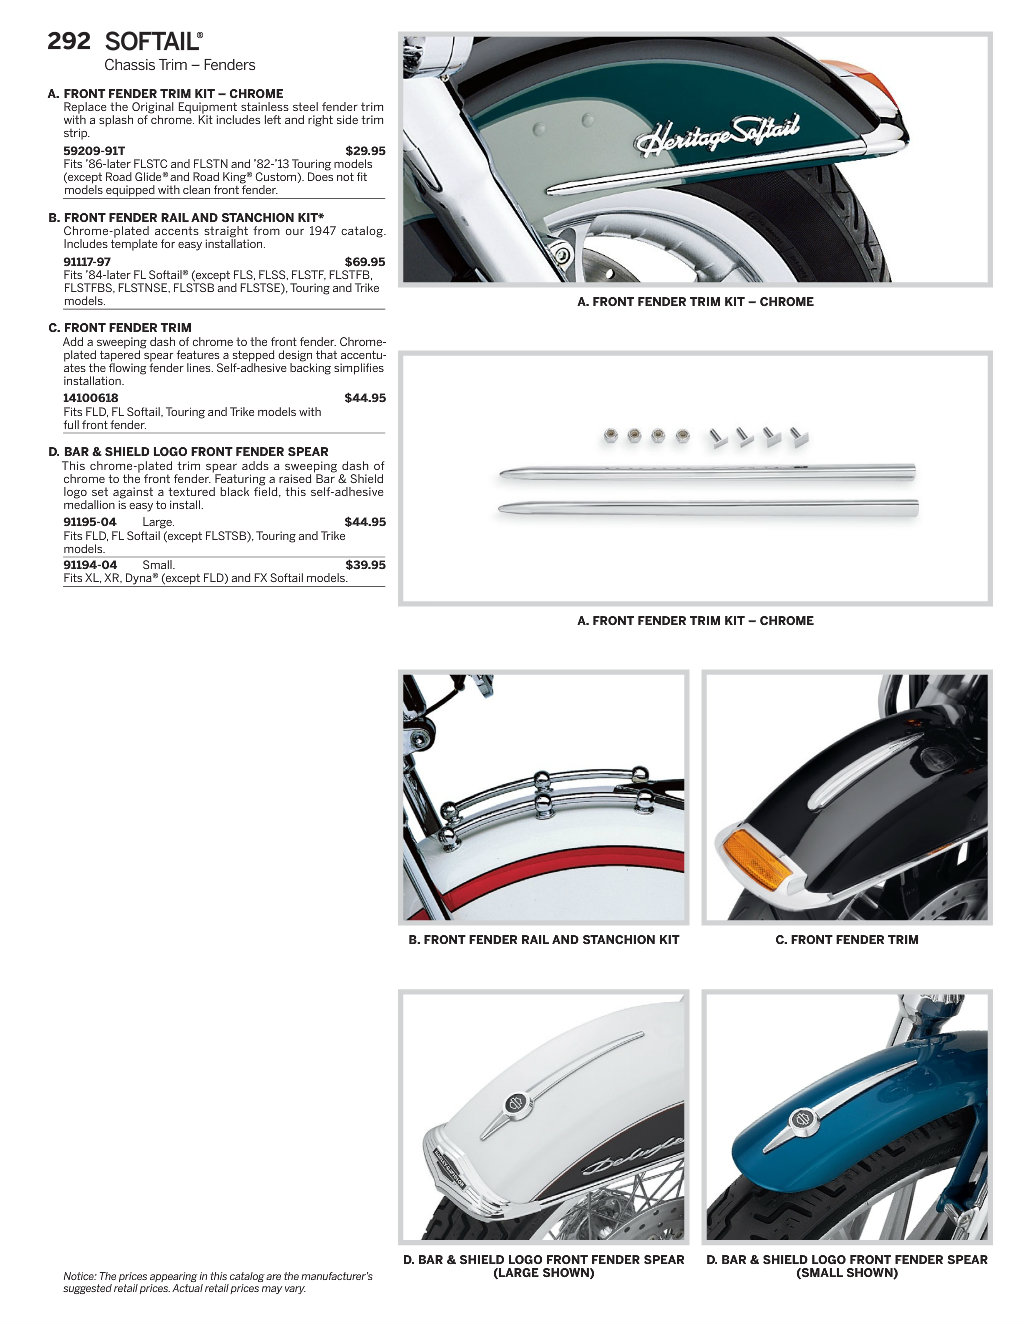 292 SOFTAIL®
Chassis Trim – Fenders
A. FRONT FENDER TRIM KIT – CHROME
Replace the Original Equipment stainless steel fender trim
with a splash of chrome. Kit includes left and right side trim
strip.
59209-91T $29.95
Fits ’86-later FLSTC and FLSTN and ’82-’13 Touring models
(except Road Glide® and Road King® Custom). Does not fit
models equipped with clean front fender.
B. FRONT FENDER RAIL AND STANCHION KIT*
Chrome-plated accents straight from our 1947 catalog.
Includes template for easy installation.
91117-97 $69.95
Fits ’84-later FL Softail® (except FLS, FLSS, FLSTF, FLSTFB,
FLSTFBS, FLSTNSE, FLSTSB and FLSTSE), Touring and Trike
models.
C. FRONT FENDER TRIM
Add a sweeping dash of chrome to the front fender. Chrome-
plated tapered spear features a stepped design that accentu-
ates the flowing fender lines. Self-adhesive backing simplifies
installation.
14100618 $44.95
Fits FLD, FL Softail, Touring and Trike models with
full front fender.
D. BAR & SHIELD LOGO FRONT FENDER SPEAR
This chrome-plated trim spear adds a sweeping dash of
chrome to the front fender. Featuring a raised Bar & Shield
logo set against a textured black field, this self-adhesive
medallion is easy to install.
91195-04 Large. $44.95
Fits FLD, FL Softail (except FLSTSB), Touring and Trike
models.
91194-04 Small. $39.95
Fits XL, XR, Dyna® (except FLD) and FX Softail models.
Heritage Softail
A. FRONT FENDER TRIM KIT – CHROME
A. FRONT FENDER TRIM KIT – CHROME
B. FRONT FENDER RAIL AND STANCHION KIT
C. FRONT FENDER TRIM
Deluxe
D. BAR & SHIELD LOGO FRONT FENDER SPEAR
(LARGE SHOWN)
D. BAR & SHIELD LOGO FRONT FENDER SPEAR
(SMALL SHOWN)
Notice: The prices appearing in this catalog are the manufacturer’s
suggested retail prices. Actual retail prices may vary.